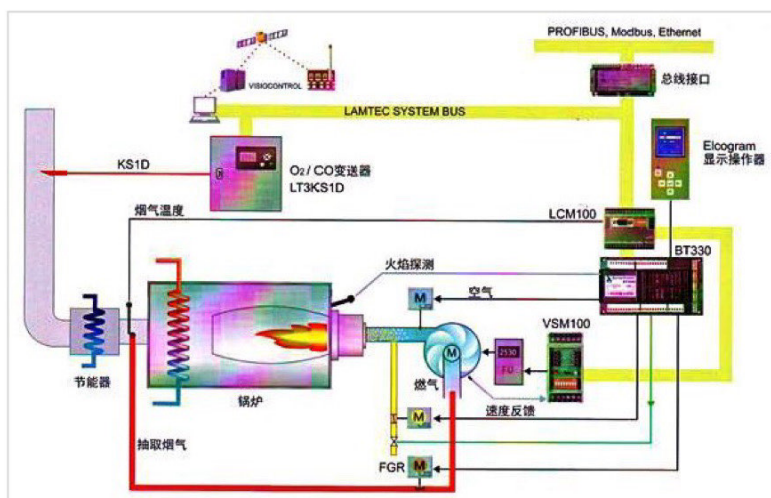 PROFIBUS, Modbus, Ethernet
总线接口
VISIOCONTROL
LAMTEC SYSTEM BUS
Elcogram
显示操作器
KS1D
O₂ / CO变送器
LT3KS1D
LCM100
烟气温度
BT330
火焰探测
空气
M
VSM100
2530
FU
M
节能器
燃气
锅炉
速度反馈
M
抽取烟气
FGR
M